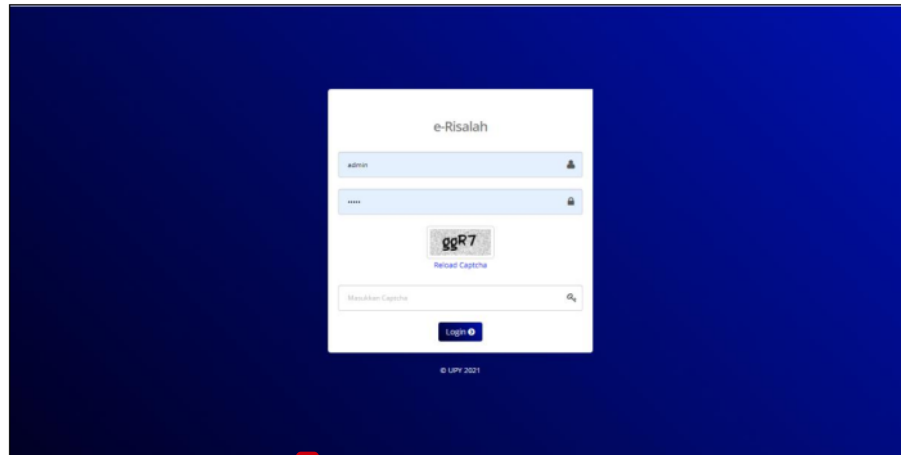 e-Risalah
admin
•••••
ggR7
Reload Captcha
Masukkan Captcha
Login
© UPY 2021